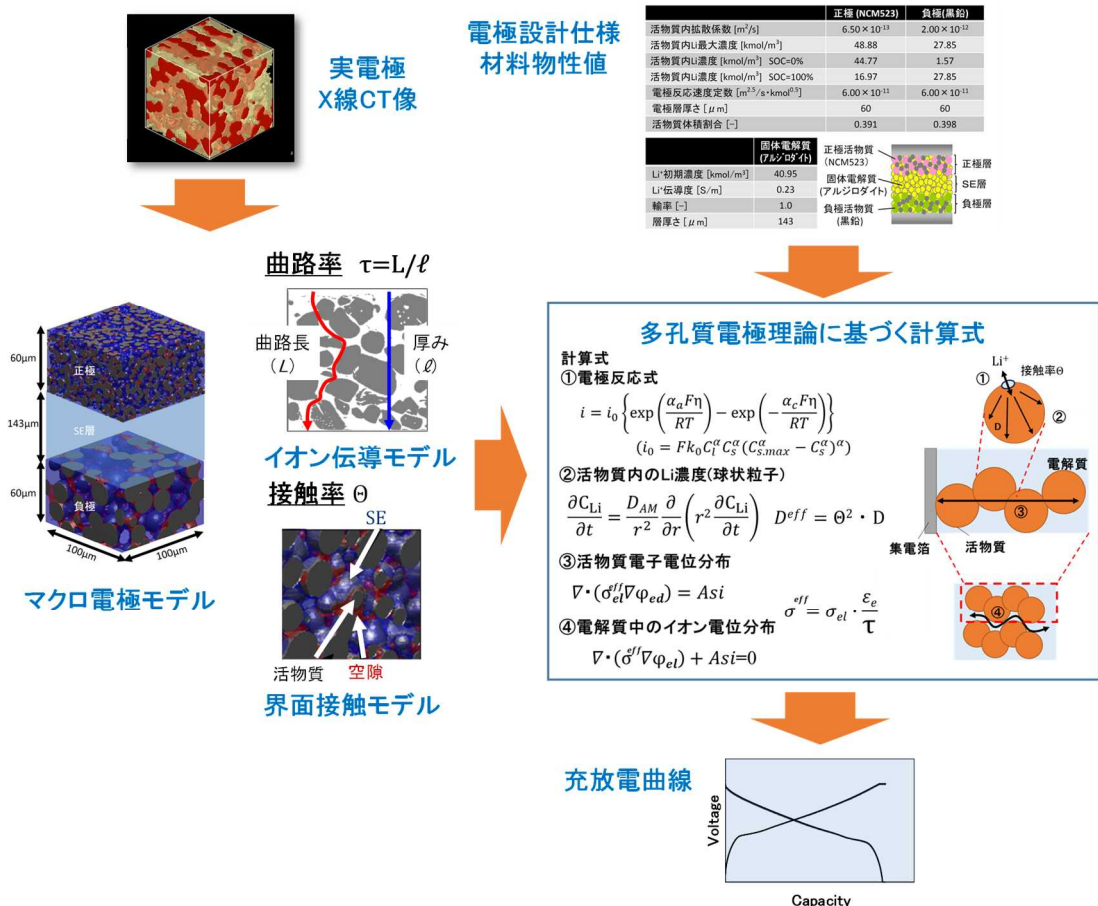 実電極
X線CT像
電極設計仕様
材料物性値
正極(NCM523) 負極(黒鉛)
活物質内拡散係数 [m²/s] 6.50×10⁻¹³ 2.00×10⁻¹²
活物質内Li最大濃度 [kmol/m³] 48.88 27.85
活物質内Li濃度 [kmol/m³] SOC=0% 44.77 1.57
活物質内Li濃度 [kmol/m³] SOC=100% 16.97 27.85
電極反応速度定数 [m²·⁵/s・kmol⁰·⁵] 6.00×10⁻¹¹ 6.00×10⁻¹¹
電極層厚さ [μm] 60 60
活物質体積割合 [-] 0.391 0.398
固体電解質
(アルジロダイト)
Li⁺初期濃度 [kmol/m³] 40.95
Li⁺伝導度 [S/m] 0.23
輸率 [-] 1.0
層厚さ [μm] 143
正極活物質
(NCM523)
固体電解質
(アルジロダイト)
負極活物質
(黒鉛)
正極層
SE層
負極層
60μm
143μm
60μm
正極
SE層
負極
100μm
100μm
マクロ電極モデル
曲路率 τ=L/ℓ
曲路長
(L)
厚み
(ℓ)
イオン伝導モデル
接触率 Θ
SE
活物質
空隙
界面接触モデル
多孔質電極理論に基づく計算式
計算式
①電極反応式
i = i₀ { exp(αₐFη/RT) − exp(−α_cFη/RT) }
(i₀ = Fk₀C_l^α C_s^α (C_{s.max}^α − C_s^α)^α)
②活物質内のLi濃度(球状粒子)
∂C_Li/∂t = D_AM/r² ∂/∂r (r² ∂C_Li/∂t) D^eff = Θ²・D
③活物質電子電位分布
∇・(σ_el^eff ∇φ_ed) = Asi
σ^eff = σ_el・ε_e/τ
④電解質中のイオン電位分布
∇・(σ^eff ∇φ_el) + Asi=0
Li⁺
接触率Θ
①
②
D
電解質
③
集電箔
活物質
④
充放電曲線
Voltage
Capacity